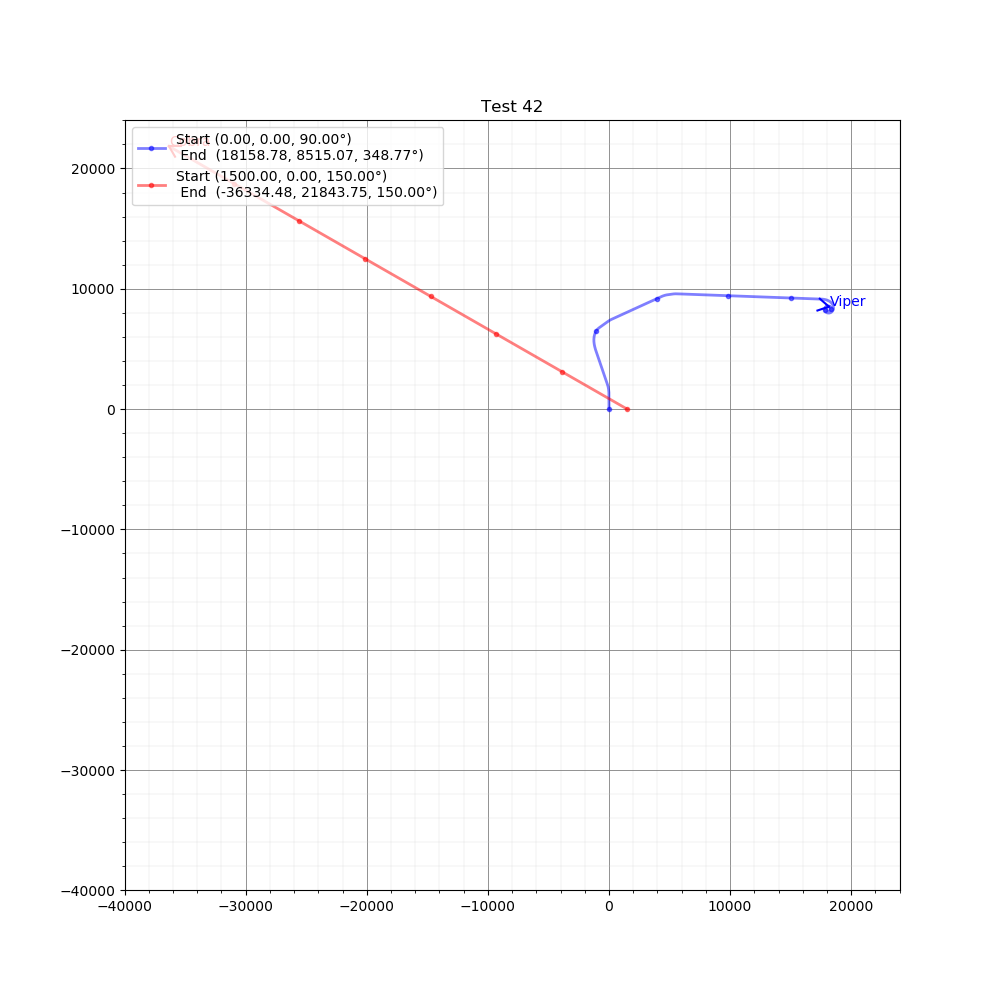 Test 42
Start (0.00, 0.00, 90.00°)
End (18158.78, 8515.07, 348.77°)
Start (1500.00, 0.00, 150.00°)
End (-36334.48, 21843.75, 150.00°)
Viper
20000
10000
0
−10000
−20000
−30000
−40000
−40000 −30000 −20000 −10000 0 10000 20000